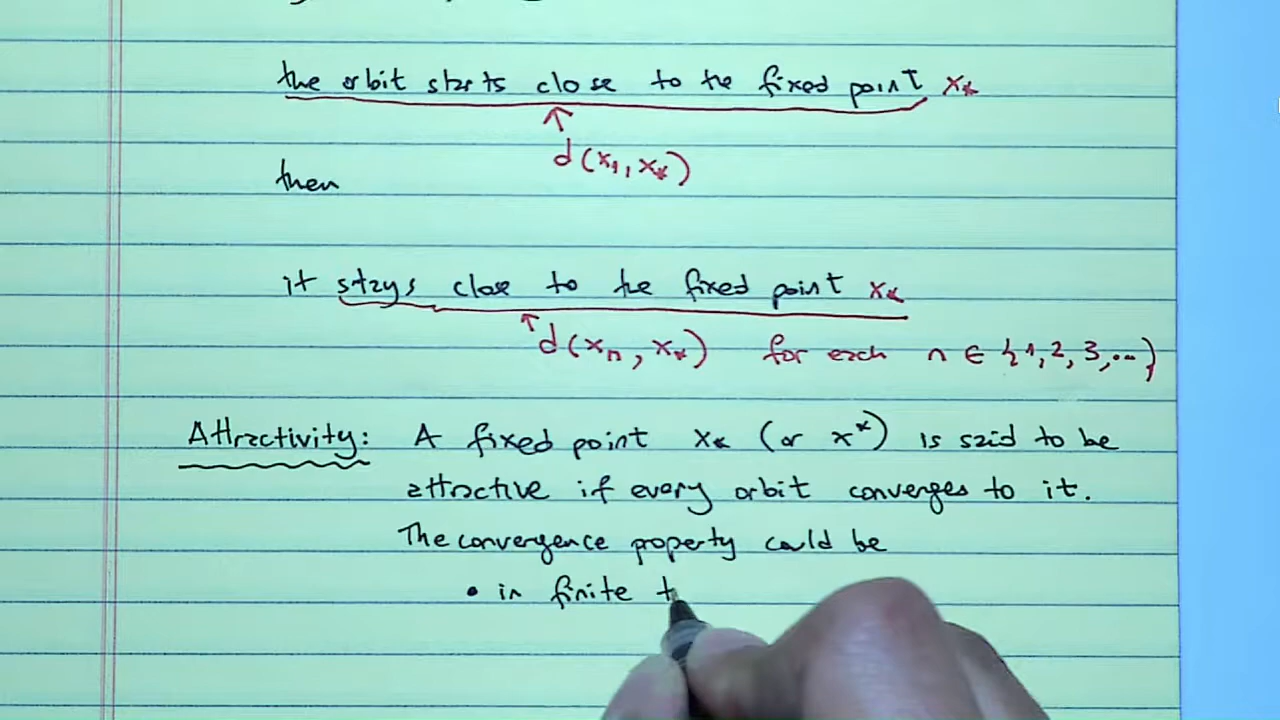 the orbit starts close to the fixed point x*
d(x1, x*)
then
it stays close to the fixed point x*
d(xn, x*) for each n ∈ {1, 2, 3, ...}
Attractivity: A fixed point x* (or x*) is said to be
attractive if every orbit converges to it.
The convergence property could be
• in finite t